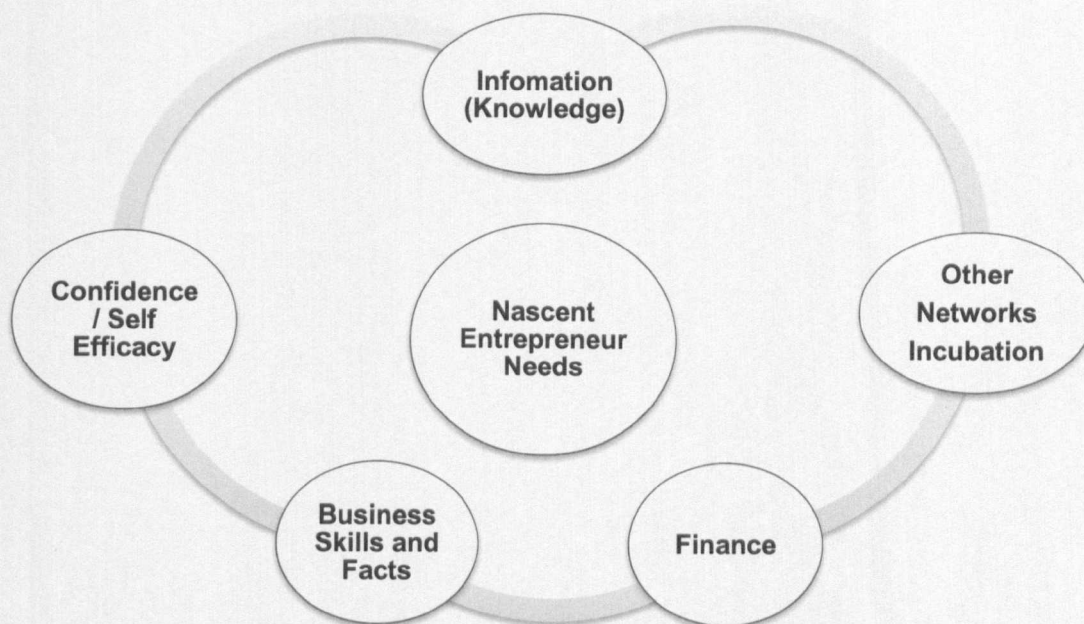 Infomation
(Knowledge)
Confidence
/ Self
Efficacy
Nascent
Entrepreneur
Needs
Other
Networks
Incubation
Business
Skills and
Facts
Finance